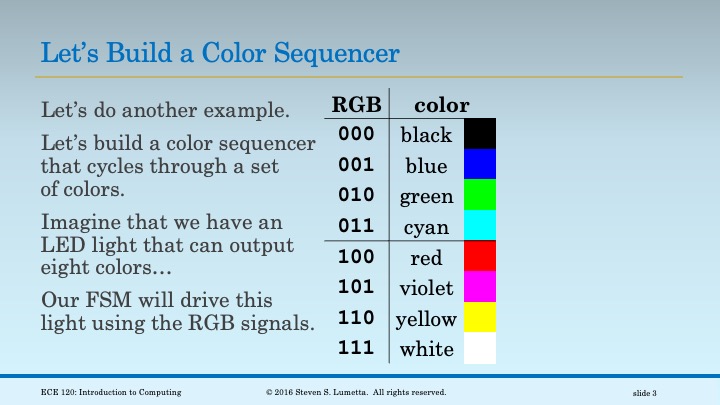 Let's Build a Color Sequencer
Let's do another example.
Let's build a color sequencer
that cycles through a set
of colors.
Imagine that we have an
LED light that can output
eight colors…
Our FSM will drive this
light using the RGB signals.
RGB color
000 black
001 blue
010 green
011 cyan
100 red
101 violet
110 yellow
111 white
ECE 120: Introduction to Computing © 2016 Steven S. Lumetta. All rights reserved. slide 3